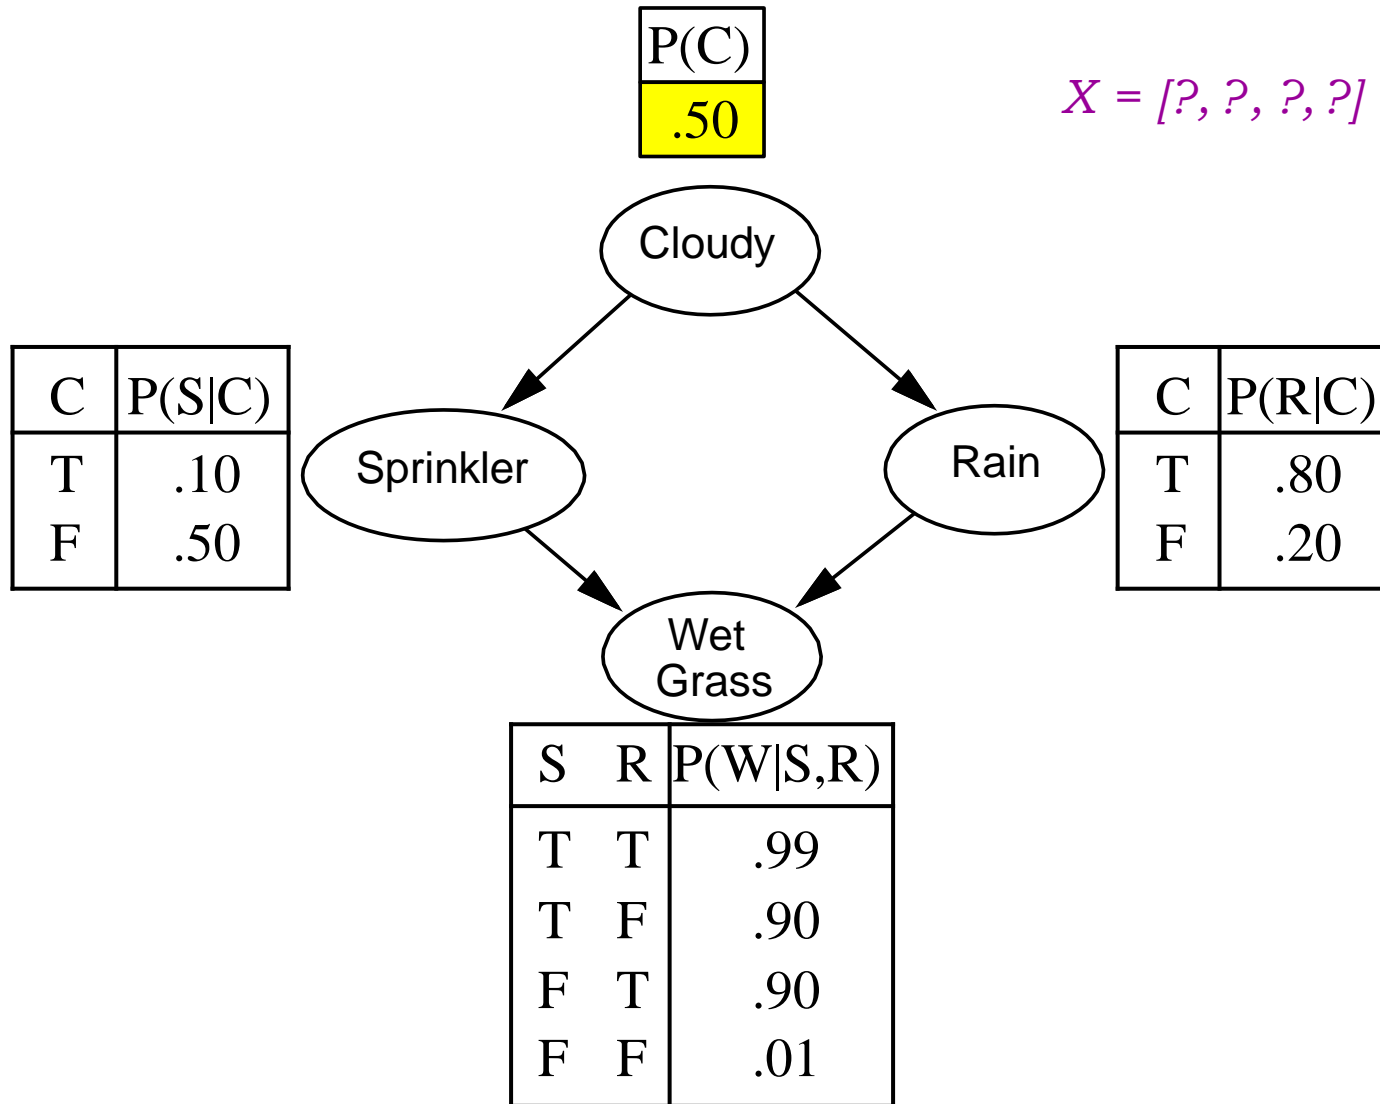 P(C)
.50
X = [?, ?, ?, ?]
Cloudy
C P(S|C)
T .10
F .50
Sprinkler
Rain
C P(R|C)
T .80
F .20
Wet
Grass
S R P(W|S,R)
T T .99
T F .90
F T .90
F F .01